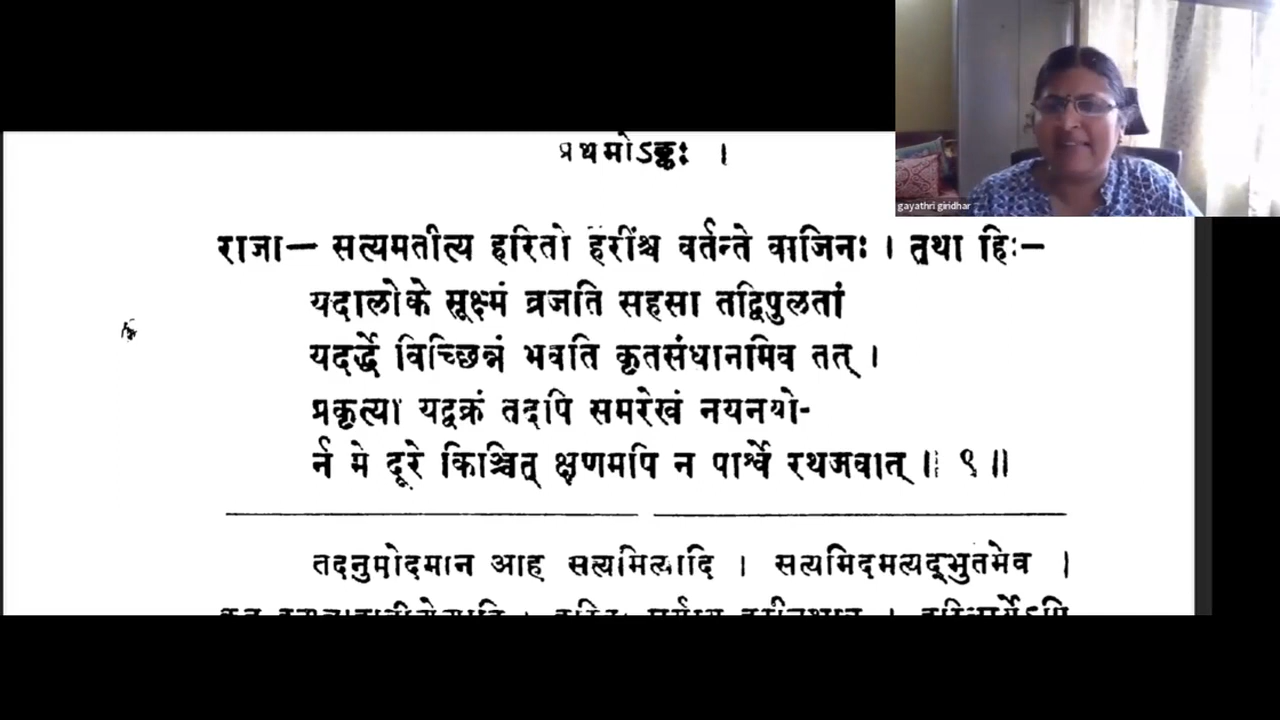 प्रथमोऽङ्कः ।
gayathri giridhar
राजा— सत्यमतीत्य हरितो हरींश्च वर्तन्ते वाजिनः । तथा हिः—
यदालोके सूक्ष्मं व्रजति सहसा तद्विपुलतां
यदर्द्धे विच्छिन्नं भवति कृतसंधानमिव तत् ।
प्रकृत्या यद्वक्रं तदपि समरेखं नयनयो-
र्न मे दूरे किञ्चित् क्षणमपि न पार्श्वे रथजवात् ॥ ९ ॥
तदनुमोदमान आह सत्यमित्यादि । सत्यमिदमत्यद्भुतमेव ।